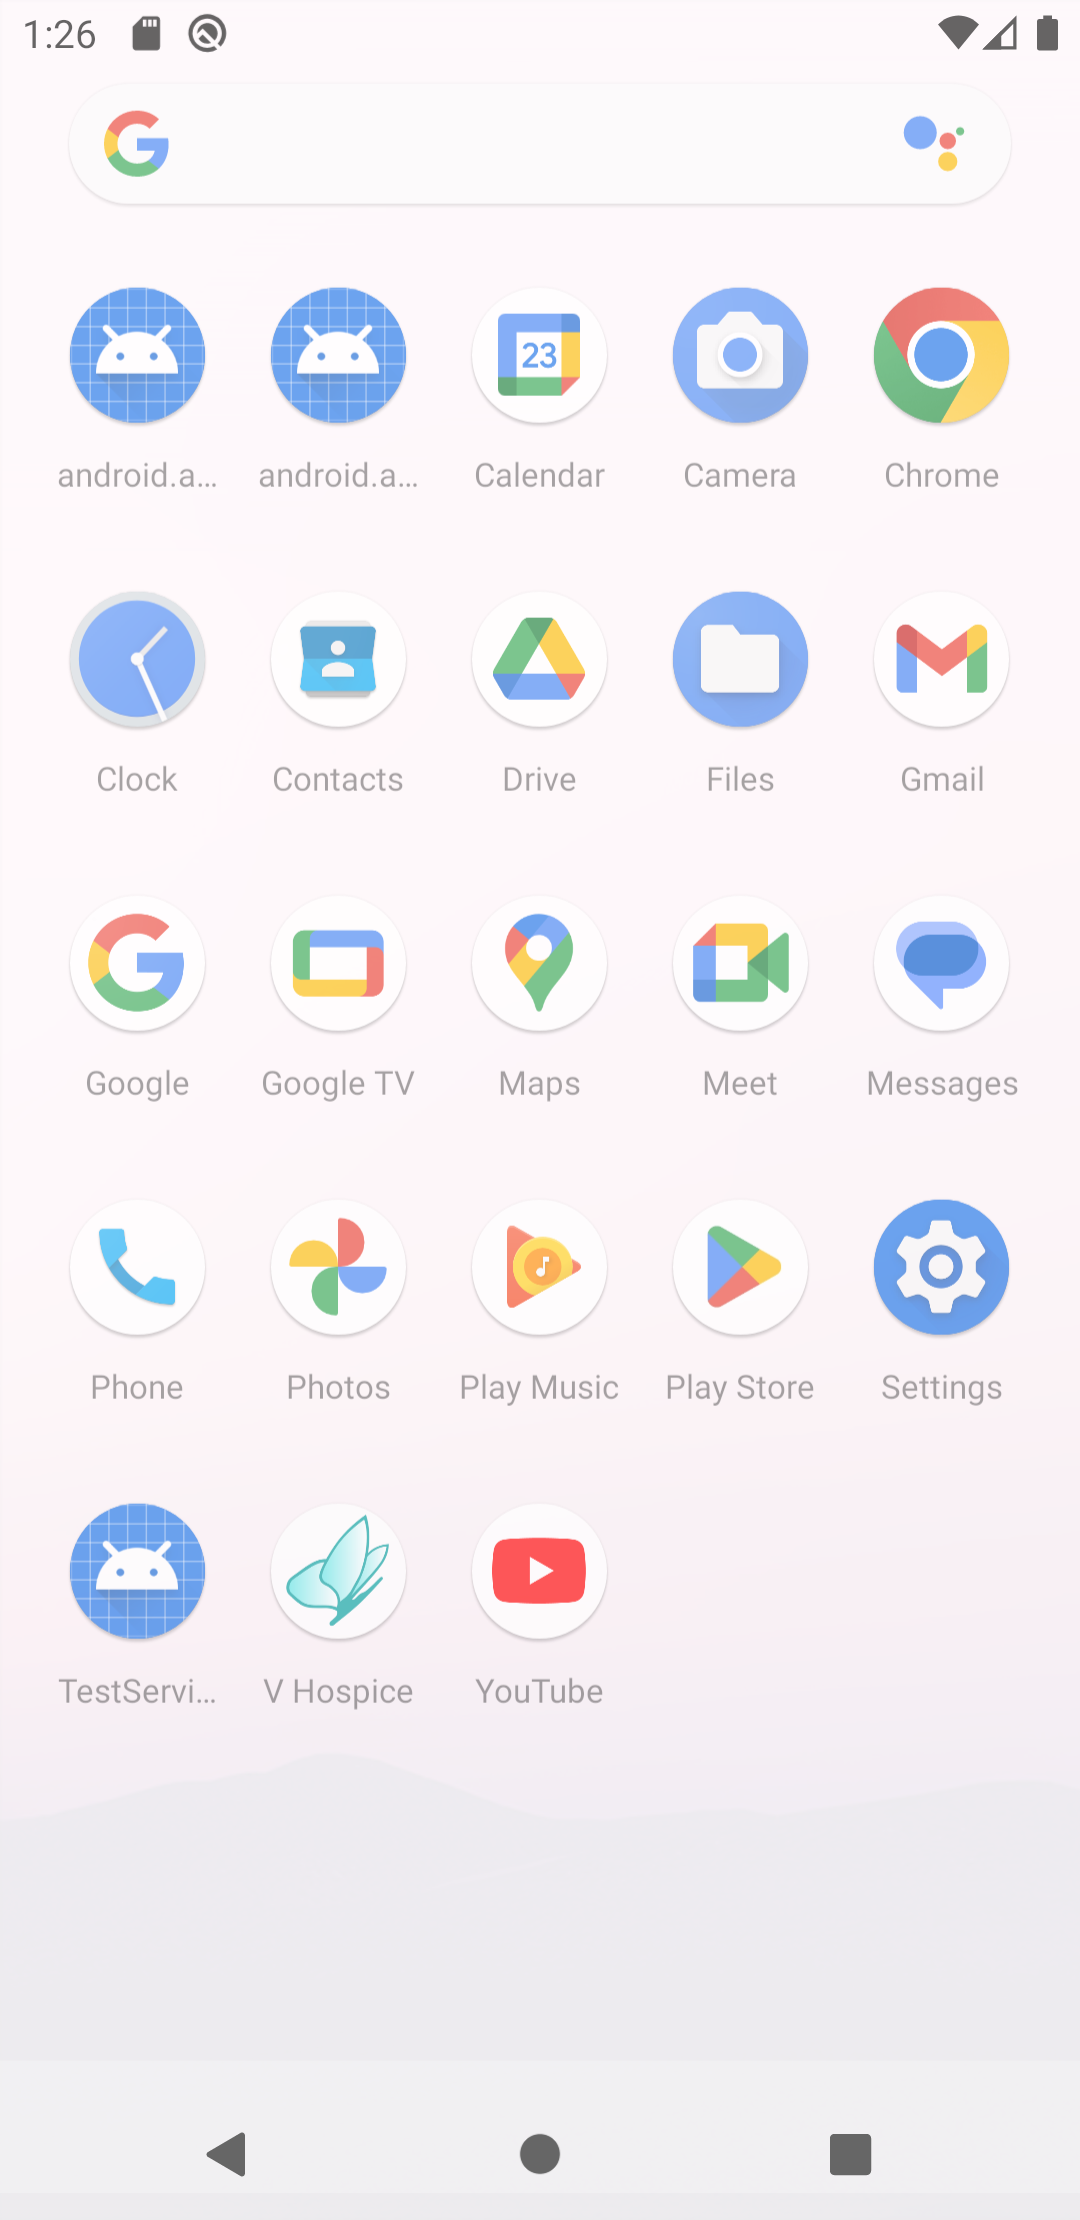 1:26
android.a... android.a... Calendar Camera Chrome
23
Clock Contacts Drive Files Gmail
Google Google TV Maps Meet Messages
Phone Photos Play Music Play Store Settings
TestServi... V Hospice YouTube